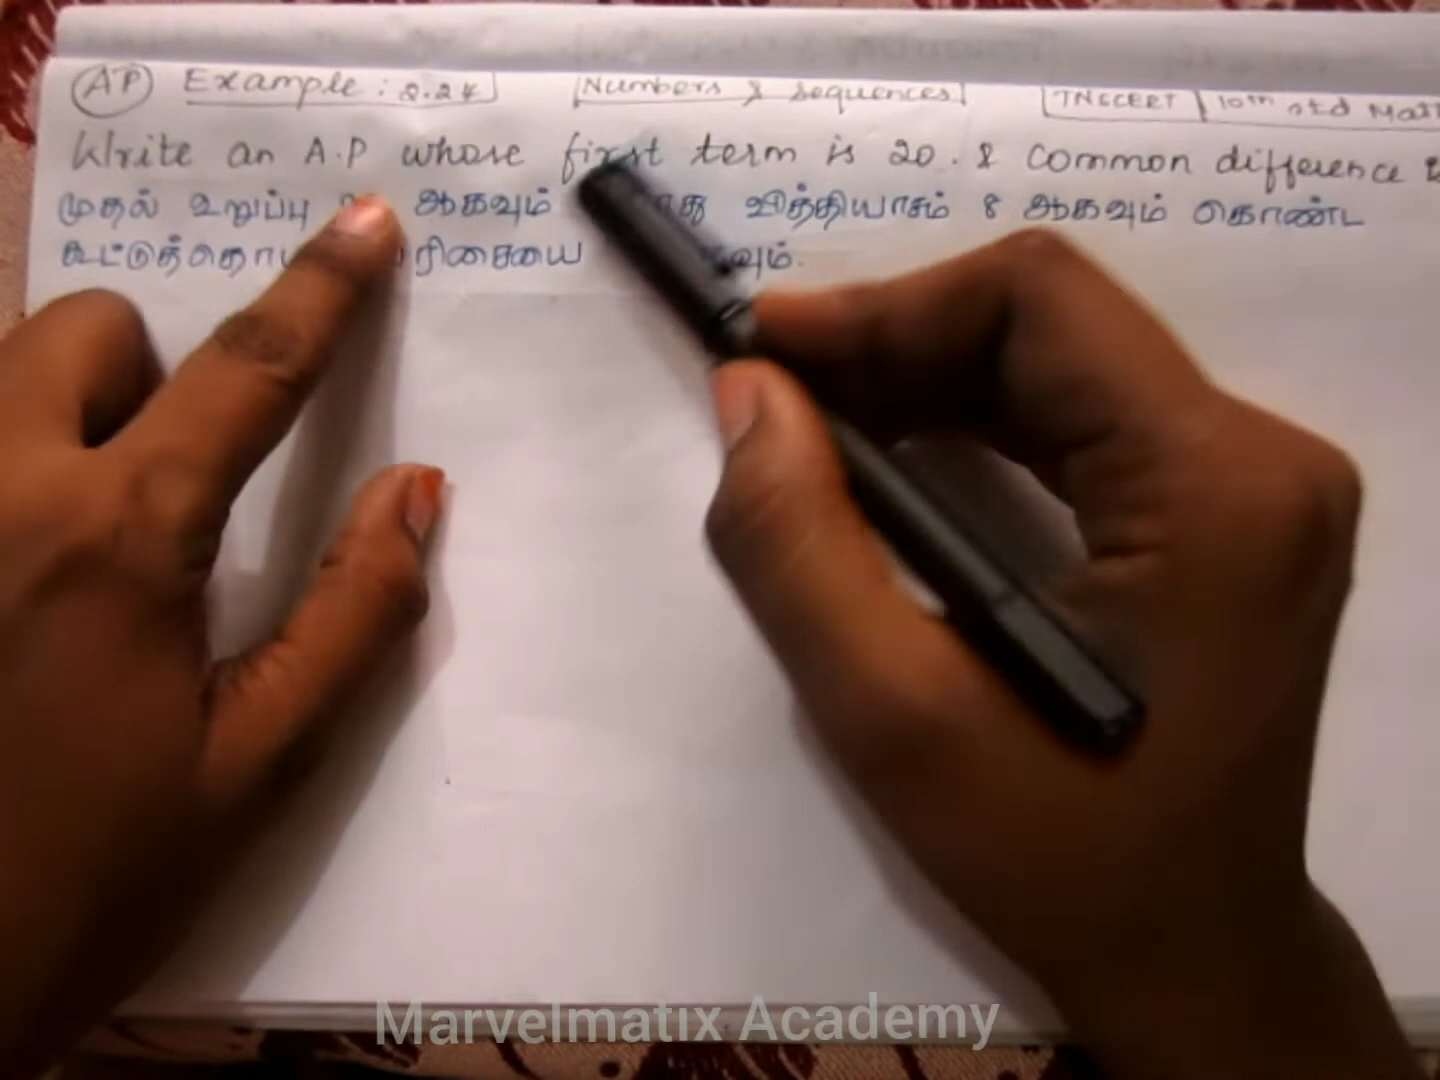 AP Example : 2.24 Numbers & sequences TNSCERT 10th std
Write an A.P whose first term is 20 . & common difference
முதல் உறுப்பு ஆகவும் வித்தியாசம் 8 ஆகவும் கொண்ட
Marvelmatix Academy